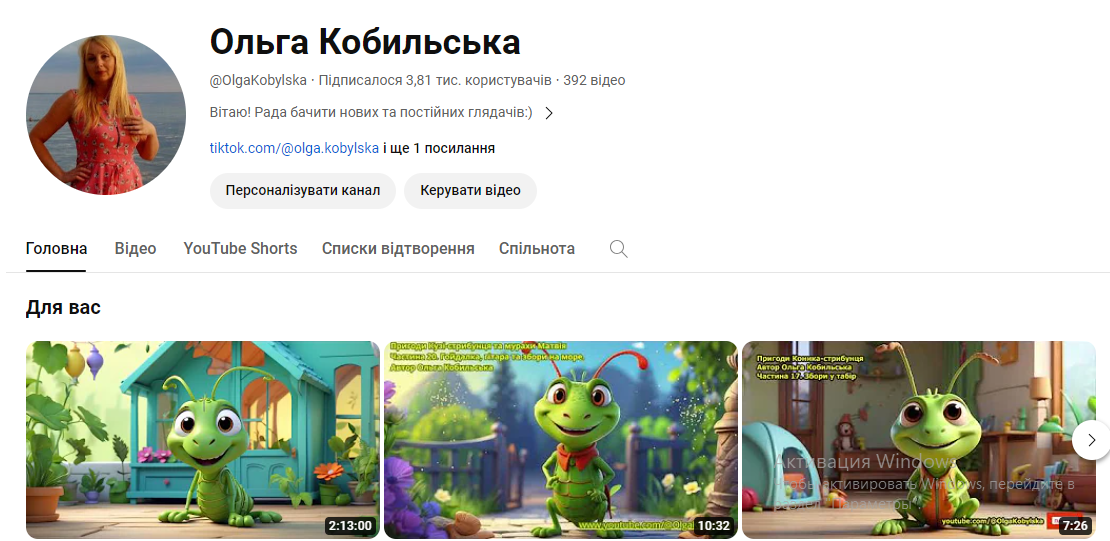 Ольга Кобильська
@OlgaKobylska · Підписалося 3,81 тис. користувачів · 392 відео
Вітаю! Рада бачити нових та постійних глядачів:)
tiktok.com/@olga.kobylska і ще 1 посилання
Персоналізувати канал
Керувати відео
Головна
Відео
YouTube Shorts
Списки відтворення
Спільнота
Для вас
2:13:00
Пригоди Кузі-стрибунця та мурахи Матвія
Частина 26. Гойдалка, гітара та збори на море.
Автор Ольга Кобильська
www.youtube.com/@Olga
10:32
Пригоди Коника-стрибунця
Автор Ольга Кобильська
Частина 17. Збори у табір
Активация Windows
Чтобы активировать Windows, перейдите в
раздел "Параметры".
youtube.com/@OlgaKobylska
7:26